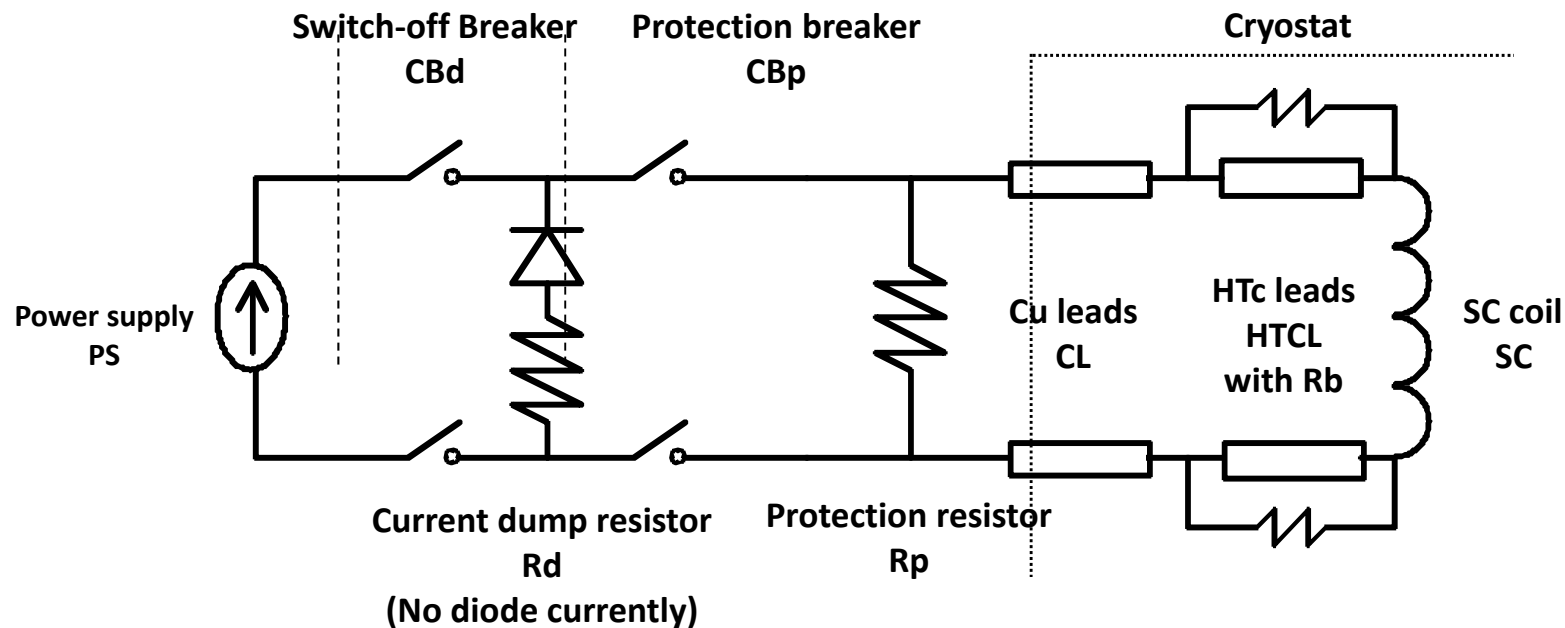 Switch-off Breaker
CBd
Protection breaker
CBp
Cryostat
Power supply
PS
Cu leads
CL
HTc leads
HTCL
with Rb
SC coil
SC
Current dump resistor
Rd
(No diode currently)
Protection resistor
Rp